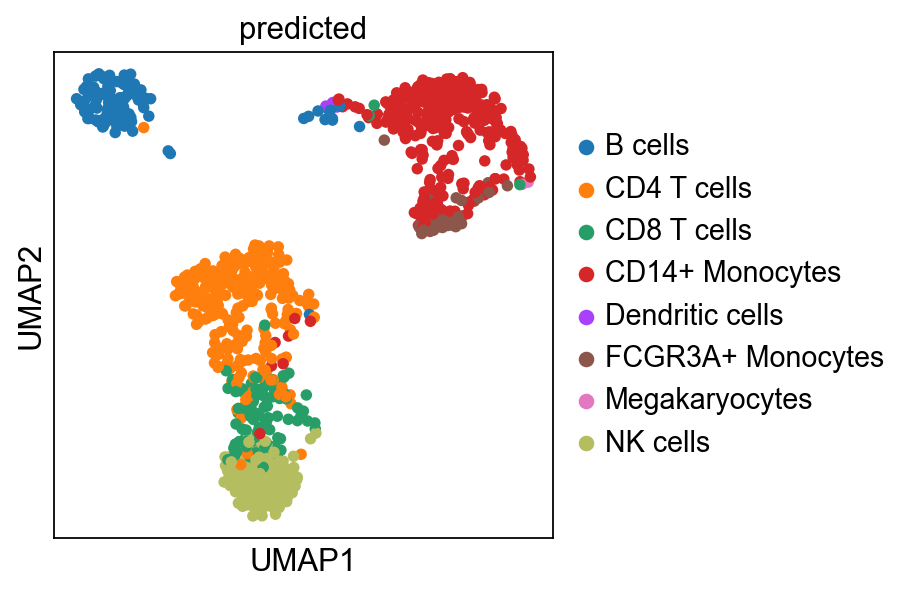 predicted
UMAP2
UMAP1
B cells
CD4 T cells
CD8 T cells
CD14+ Monocytes
Dendritic cells
FCGR3A+ Monocytes
Megakaryocytes
NK cells